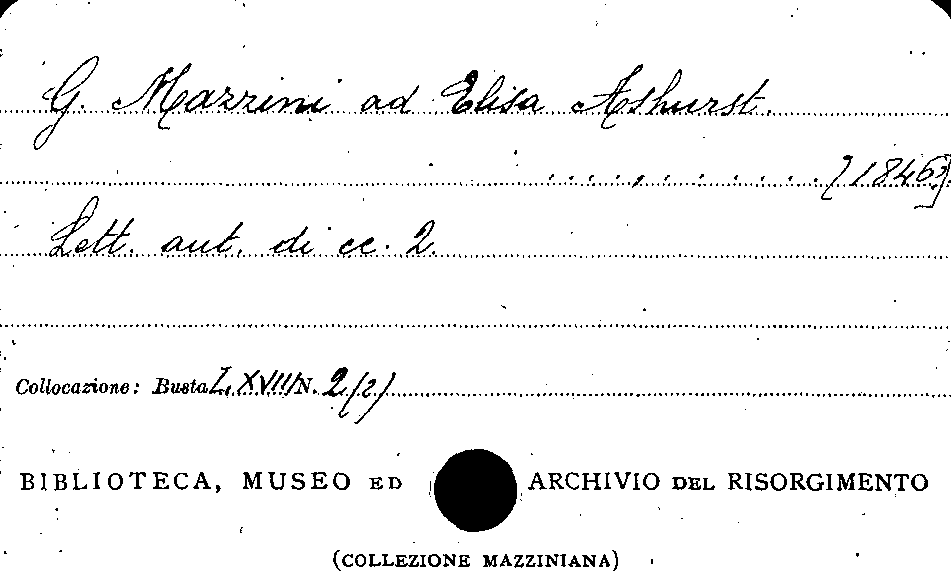 G. Mazzini ad Elisa Ashurst.
.......... [1846]
Lett. aut. di cc. 2.
Collocazione: Busta L, XVIII N. 2 (2)
BIBLIOTECA, MUSEO ED ARCHIVIO DEL RISORGIMENTO
(COLLEZIONE MAZZINIANA)